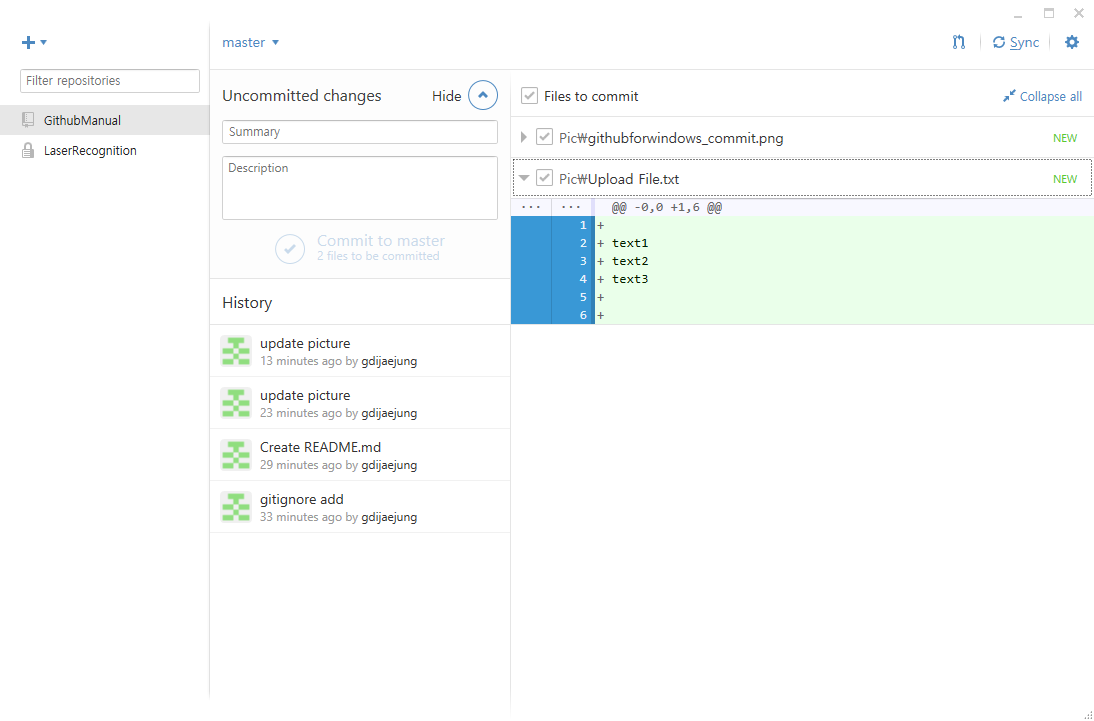 master
Sync
Filter repositories
GithubManual
LaserRecognition
Uncommitted changes
Hide
Summary
Description
Commit to master
2 files to be committed
History
update picture
13 minutes ago by gdijaejung
update picture
23 minutes ago by gdijaejung
Create README.md
29 minutes ago by gdijaejung
gitignore add
33 minutes ago by gdijaejung
Files to commit
Collapse all
Pic₩githubforwindows_commit.png NEW
Pic₩Upload File.txt NEW
... ... @@ -0,0 +1,6 @@
1 +
2 + text1
3 + text2
4 + text3
5 +
6 +